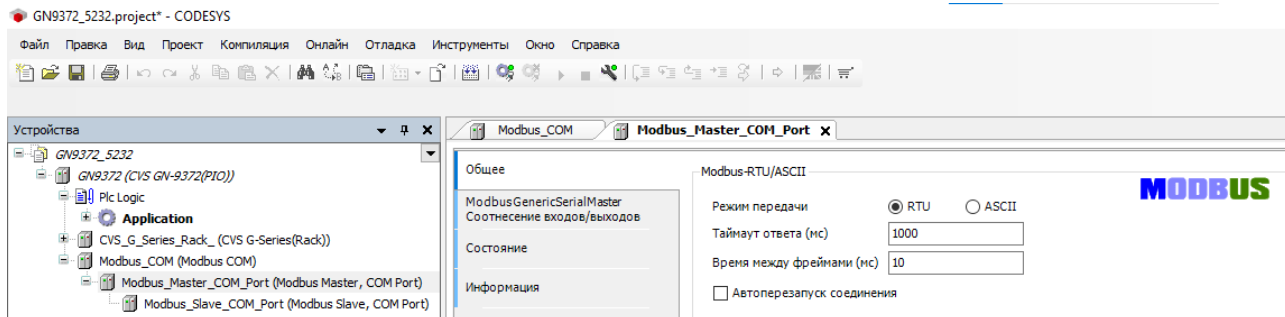 GN9372_5232.project* - CODESYS
Файл Правка Вид Проект Компиляция Онлайн Отладка Инструменты Окно Справка
Устройства
GN9372_5232
GN9372 (CVS GN-9372(PIO))
Plc Logic
Application
CVS_G_Series_Rack_ (CVS G-Series(Rack))
Modbus_COM (Modbus COM)
Modbus_Master_COM_Port (Modbus Master, COM Port)
Modbus_Slave_COM_Port (Modbus Slave, COM Port)
Modbus_COM Modbus_Master_COM_Port
Общее
ModbusGenericSerialMaster
Соотнесение входов/выходов
Состояние
Информация
Modbus-RTU/ASCII
MODBUS
Режим передачи RTU ASCII
Таймаут ответа (мс) 1000
Время между фреймами (мс) 10
Автоперезапуск соединения